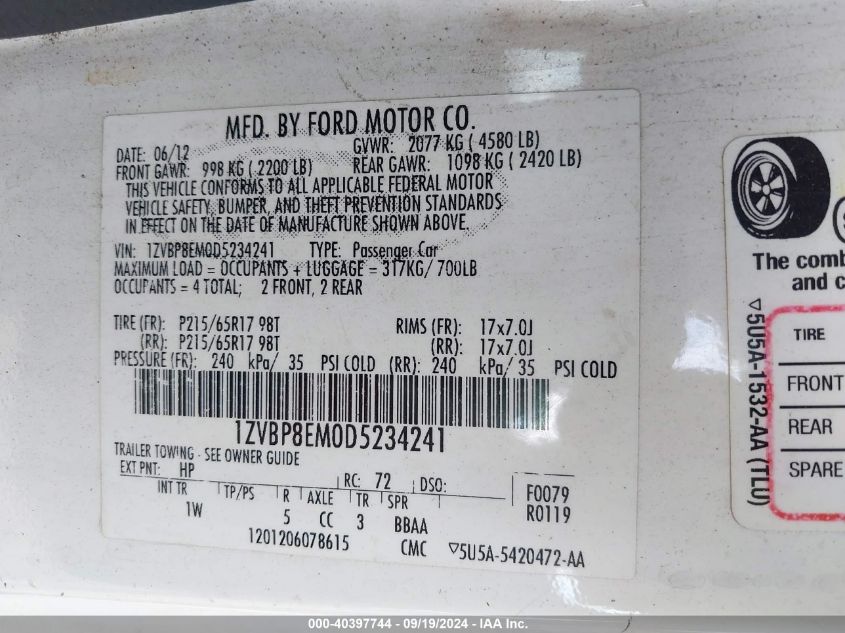 MFD. BY FORD MOTOR CO.
DATE: 06/12 GVWR: 2077 KG ( 4580 LB)
FRONT GAWR: 998 KG ( 2200 LB) REAR GAWR: 1098 KG ( 2420 LB)
THIS VEHICLE CONFORMS TO ALL APPLICABLE FEDERAL MOTOR
VEHICLE SAFETY, BUMPER, AND THEFT PREVENTION STANDARDS
IN EFFECT ON THE DATE OF MANUFACTURE SHOWN ABOVE.
VIN: 1ZVBP8EM0D5234241 TYPE: Passenger Car
MAXIMUM LOAD = OCCUPANTS + LUGGAGE = 317KG/ 700LB
OCCUPANTS = 4 TOTAL; 2 FRONT, 2 REAR
TIRE (FR): P215/65R17 98T RIMS (FR): 17x7.0J
(RR): P215/65R17 98T (RR): 17x7.0J
PRESSURE (FR): 240 kPa/ 35 PSI COLD (RR): 240 kPa/ 35 PSI COLD
1ZVBP8EM0D5234241
TRAILER TOWING - SEE OWNER GUIDE
EXT PNT: HP RC: 72 DSO: F0079
INT TR TP/PS R AXLE TR SPR R0119
1W 5 CC 3 BBAA
1201206078615 CMC ▽5U5A-5420472-AA
The comb
and c
▽5U5A-1532-AA (TLU)
TIRE
FRONT
REAR
SPARE
000-40397744 - 09/19/2024 - IAA Inc.